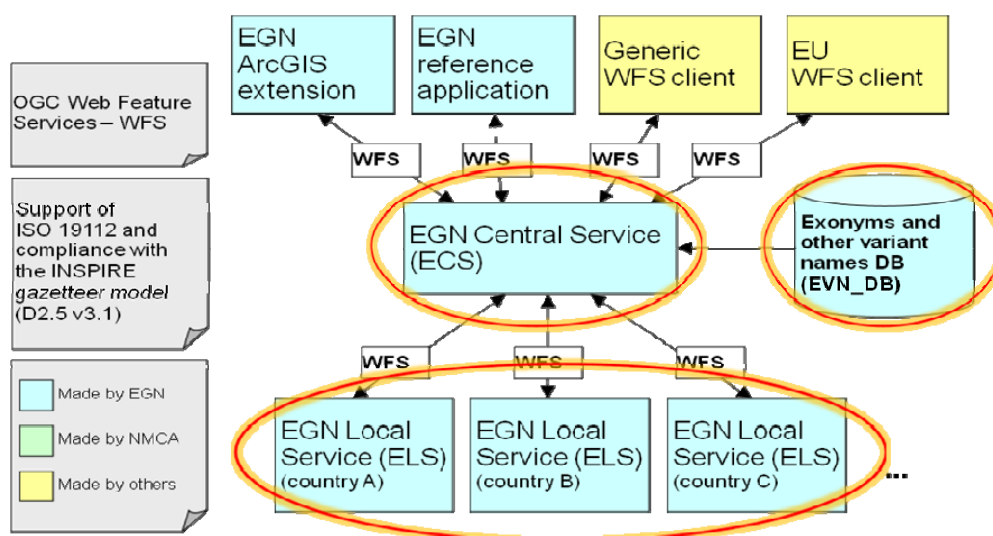 OGC Web Feature
Services – WFS
Support of
ISO 19112 and
compliance with
the INSPIRE
gazetteer model
(D2.5 v3.1)
Made by EGN
Made by NMCA
Made by others
EGN
ArcGIS
extension
EGN
reference
application
Generic
WFS client
EU
WFS client
WFS
WFS
WFS
WFS
EGN Central Service
(ECS)
Exonyms and
other variant
names DB
(EVN_DB)
WFS
WFS
WFS
EGN Local
Service (ELS)
(country A)
EGN Local
Service (ELS)
(country B)
EGN Local
Service (ELS)
(country C)
...